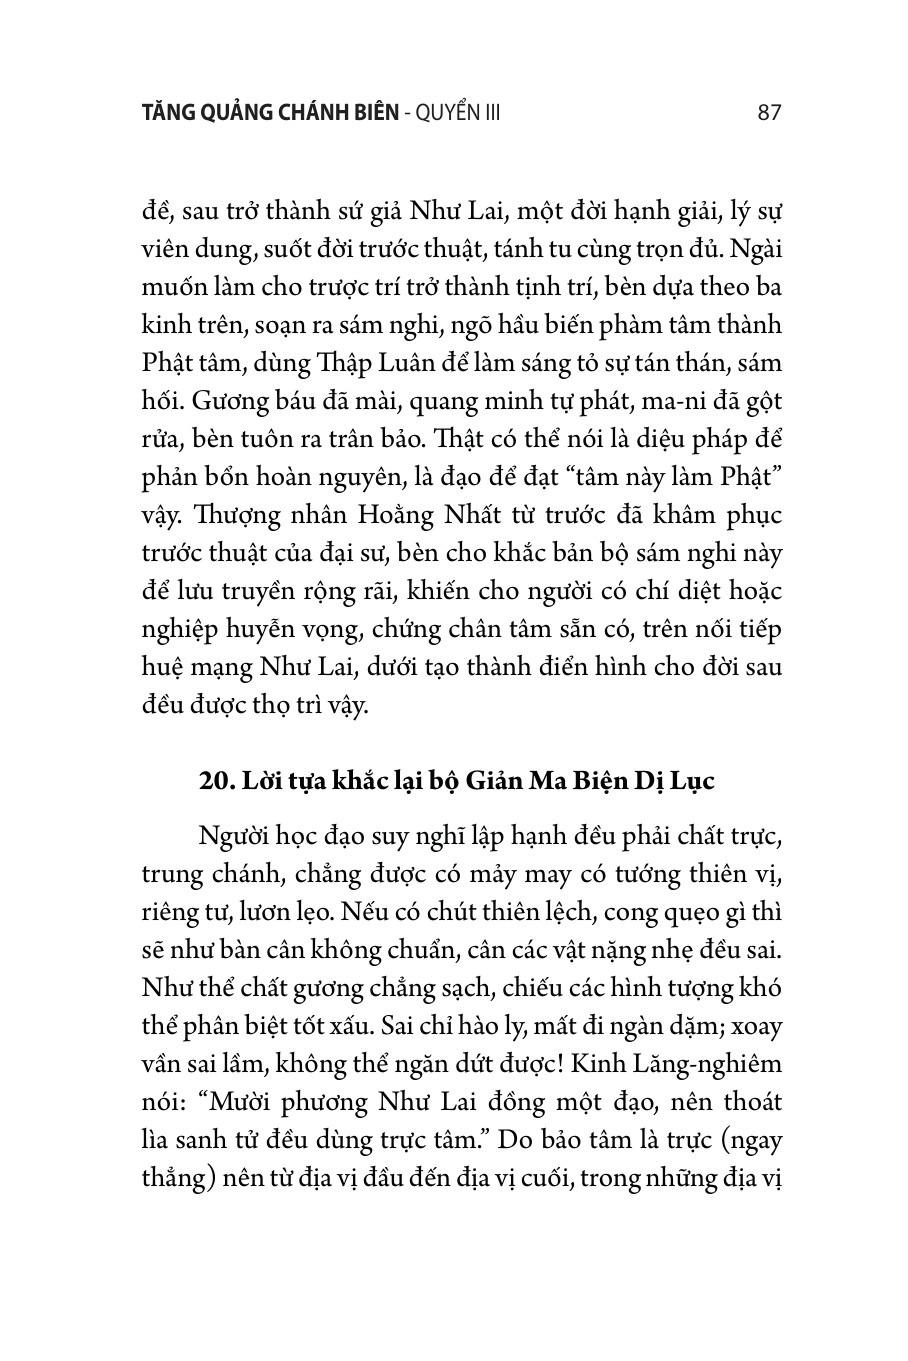 TĂNG QUẢNG CHÁNH BIÊN - QUYỂN III 87
đề, sau trở thành sứ giả Như Lai, một đời hạnh giải, lý sự
viên dung, suốt đời trước thuật, tánh tu cùng trọn đủ. Ngài
muốn làm cho trược trí trở thành tịnh trí, bèn dựa theo ba
kinh trên, soạn ra sám nghi, ngõ hầu biến phàm tâm thành
Phật tâm, dùng Thập Luân để làm sáng tỏ sự tán thán, sám
hối. Gương báu đã mài, quang minh tự phát, ma-ni đã gột
rửa, bèn tuôn ra trân bảo. Thật có thể nói là diệu pháp để
phản bổn hoàn nguyên, là đạo để đạt “tâm này làm Phật”
vậy. Thượng nhân Hoằng Nhất từ trước đã khâm phục
trước thuật của đại sư, bèn cho khắc bản bộ sám nghi này
để lưu truyền rộng rãi, khiến cho người có chí diệt hoặc
nghiệp huyễn vọng, chứng chân tâm sẵn có, trên nối tiếp
huệ mạng Như Lai, dưới tạo thành điển hình cho đời sau
đều được thọ trì vậy.
20. Lời tựa khắc lại bộ Giản Ma Biện Dị Lục
Người học đạo suy nghĩ lập hạnh đều phải chất trực,
trung chánh, chẳng được có mảy may có tướng thiên vị,
riêng tư, lươn lẹo. Nếu có chút thiên lệch, cong quẹo gì thì
sẽ như bàn cân không chuẩn, cân các vật nặng nhẹ đều sai.
Như thể chất gương chẳng sạch, chiếu các hình tượng khó
thể phân biệt tốt xấu. Sai chỉ hào ly, mất đi ngàn dặm; xoay
vần sai lầm, không thể ngăn dứt được! Kinh Lăng-nghiêm
nói: “Mười phương Như Lai đồng một đạo, nên thoát
lìa sanh tử đều dùng trực tâm.” Do bảo tâm là trực (ngay
thẳng) nên từ địa vị đầu đến địa vị cuối, trong những địa vị